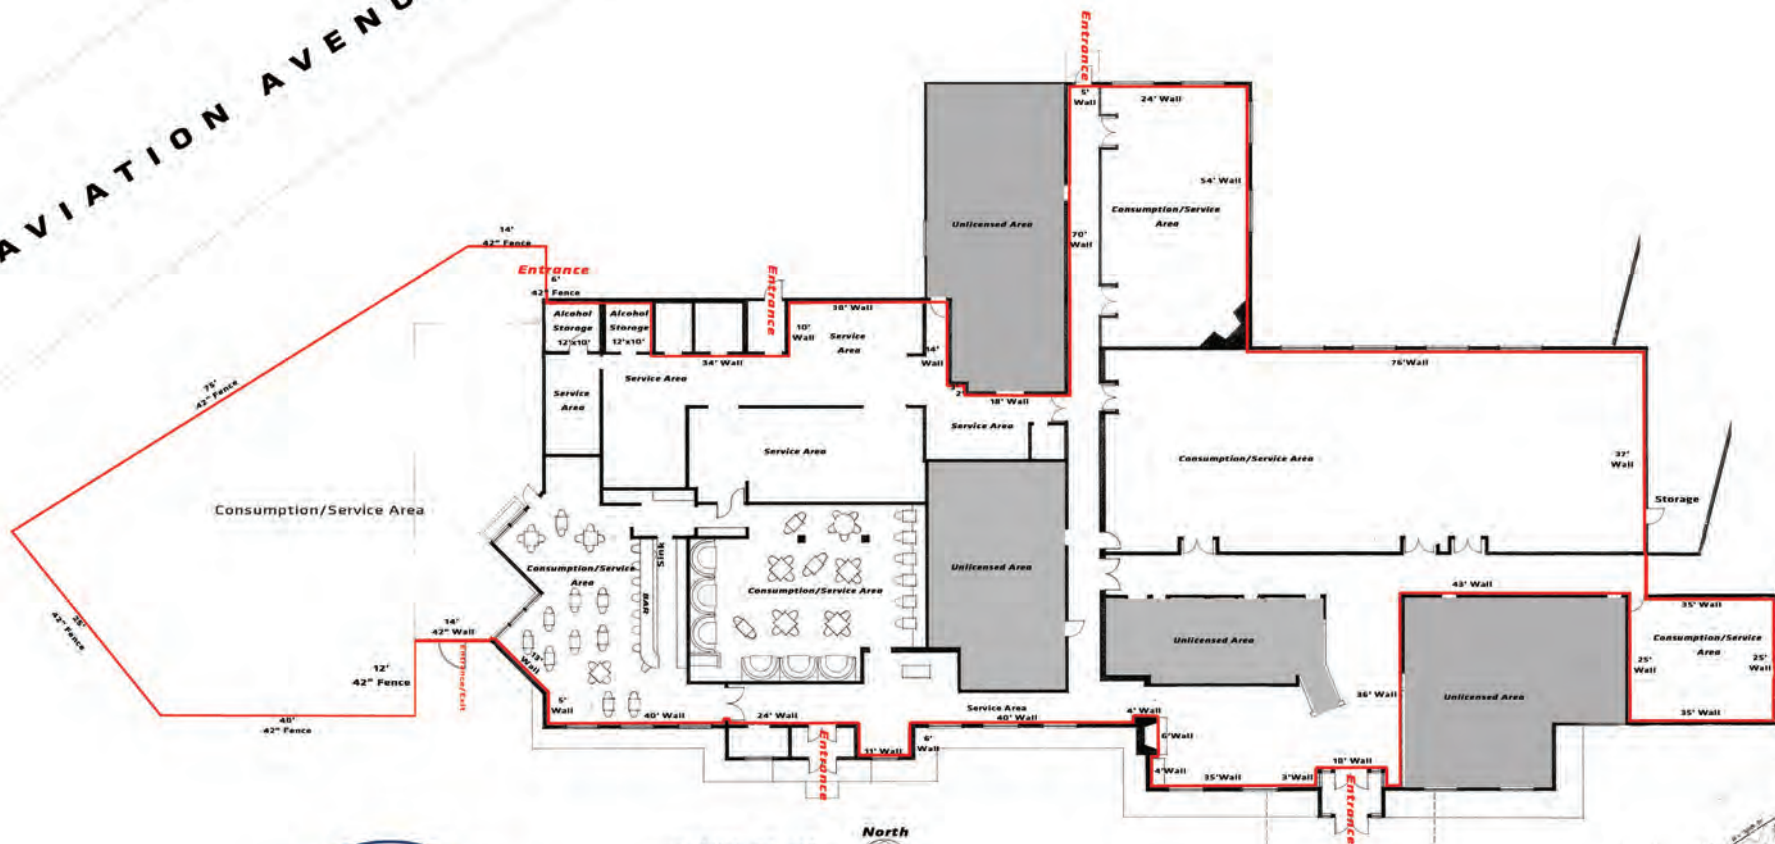 AVIATION AVENU
Entrance
5'
Wall
24' Wall
54' Wall
Unlicensed Area
Consumption/Service
Area
70'
Wall
14'
42" Fence
Entrance
6'
42" Fence
Entrance
Alcohol
Storage
12'x10'
Alcohol
Storage
12'x10'
10'
Wall
38' Wall
Service
Area
34' Wall
14'
Wall
Service Area
2'
18' Wall
76'Wall
75'
42" Fence
Service
Area
Service Area
Service Area
Consumption/Service Area
37'
Wall
Storage
Consumption/Service Area
Sink
BAR
Consumption/Service
Area
Consumption/Service Area
Unlicensed Area
43' Wall
35' Wall
Unlicensed Area
Consumption/Service
Area
25'
Wall
25'
Wall
35' Wall
42" Fence
14'
42" Wall
Entrance/Exit
Wall
12'
42" Fence
5'
Wall
40' Wall
24' Wall
Service Area
40' Wall
4' Wall
36' Wall
Unlicensed Area
40'
42" Fence
Entrance
11' Wall
6'
Wall
6'Wall
4'Wall
35'Wall
3'Wall
18' Wall
Entrance
North